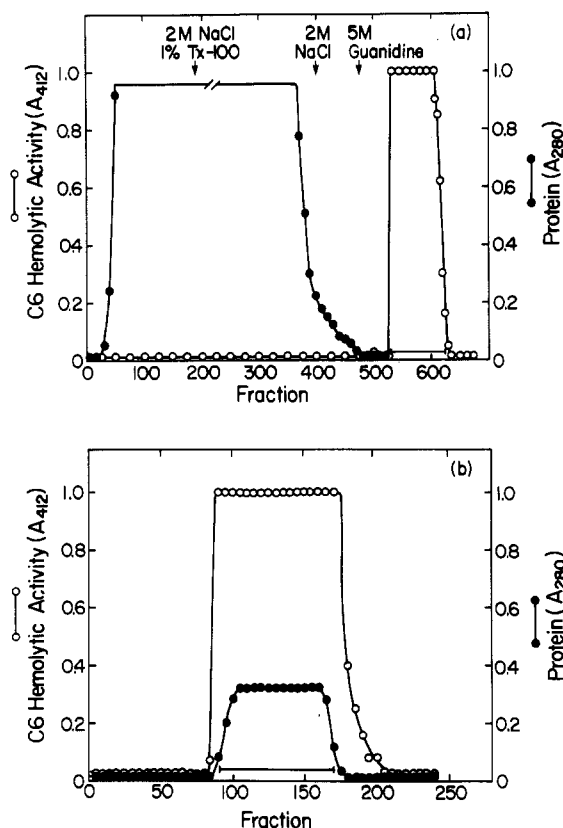 2M NaCl
1% Tx-100
2M
NaCl
5M
Guanidine
(a)
1.0
0.8
0.6
0.4
0.2
0
C6 Hemolytic Activity (A412)
1.0
0.8
0.6
0.4
0.2
0
Protein (A280)
0 100 200 300 400 500 600
Fraction
(b)
1.0
0.8
0.6
0.4
0.2
0
C6 Hemolytic Activity (A412)
1.0
0.8
0.6
0.4
0.2
0
Protein (A280)
0 50 100 150 200 250
Fraction